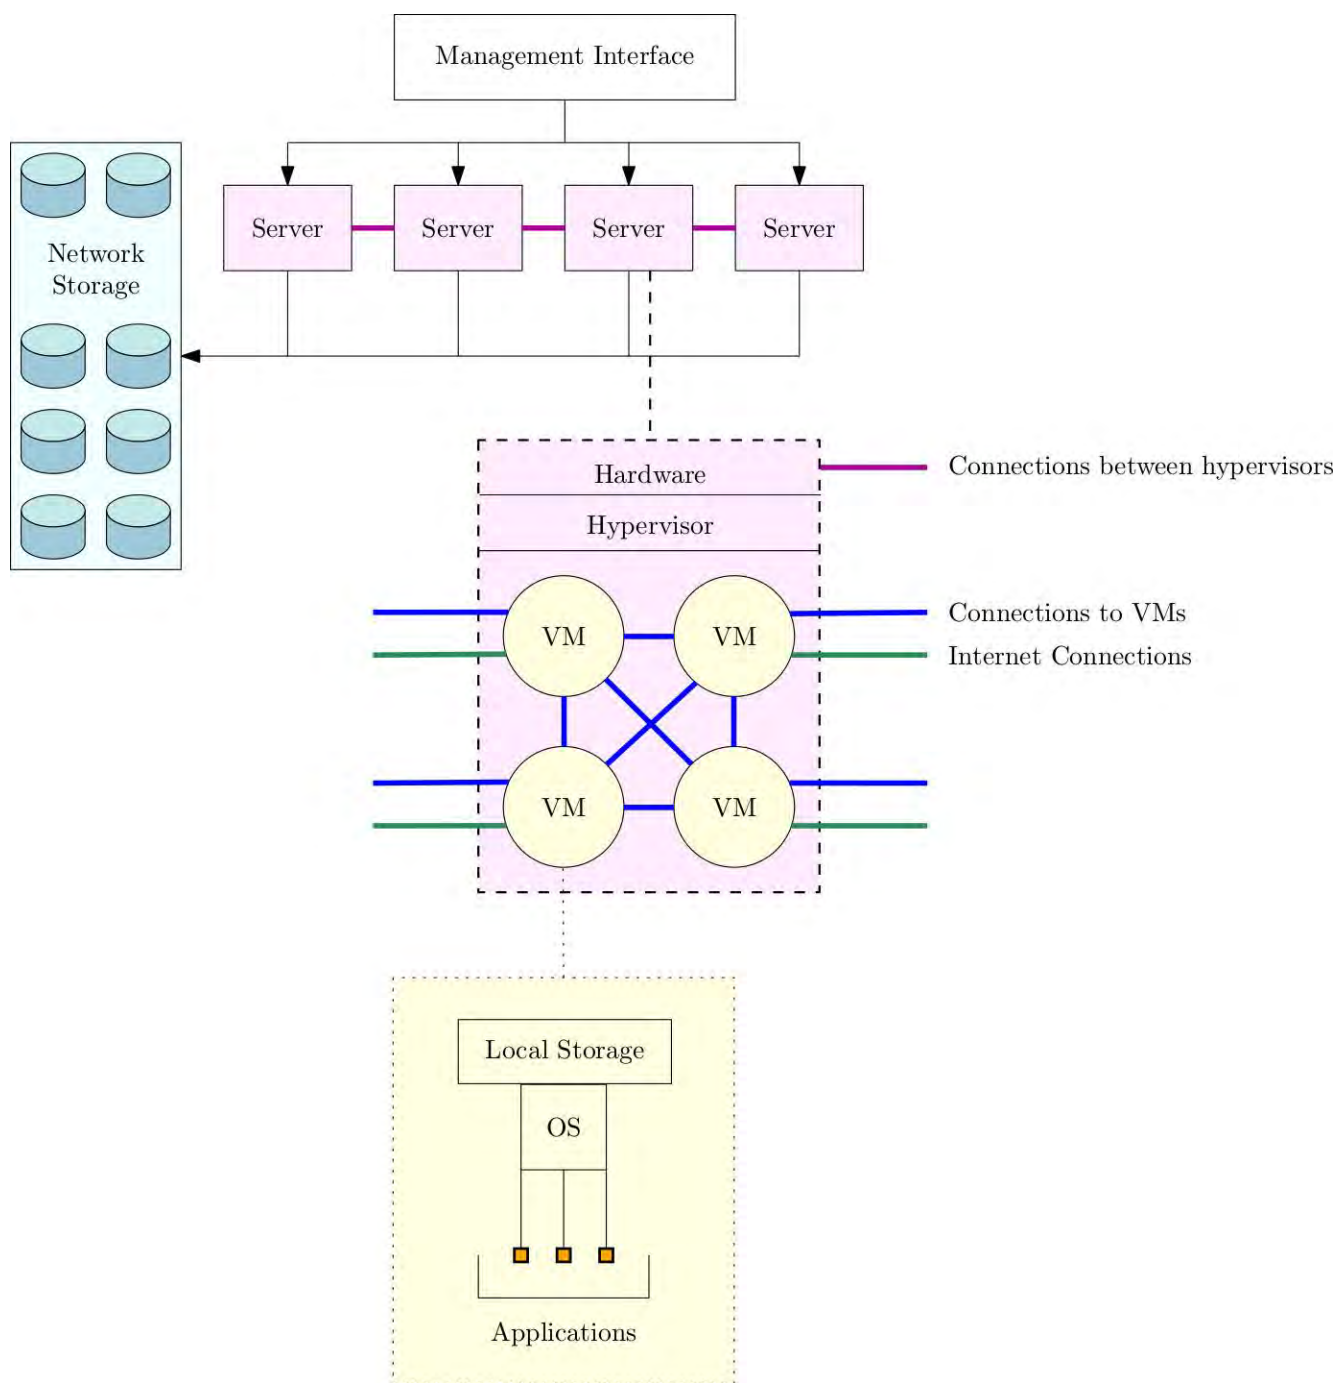 Management Interface
Server
Server
Server
Server
Network
Storage
Hardware
Connections between hypervisors
Hypervisor
VM
VM
Connections to VMs
Internet Connections
VM
VM
Local Storage
OS
Applications